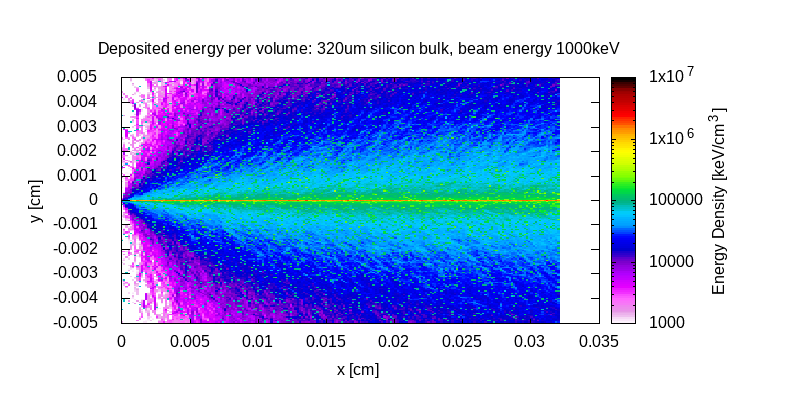 Deposited energy per volume: 320um silicon bulk, beam energy 1000keV
0.005
0.004
0.003
0.002
0.001
0
-0.001
-0.002
-0.003
-0.004
-0.005
y [cm]
0 0.005 0.01 0.015 0.02 0.025 0.03 0.035
x [cm]
1x10^7
1x10^6
100000
10000
1000
Energy Density [keV/cm^3]